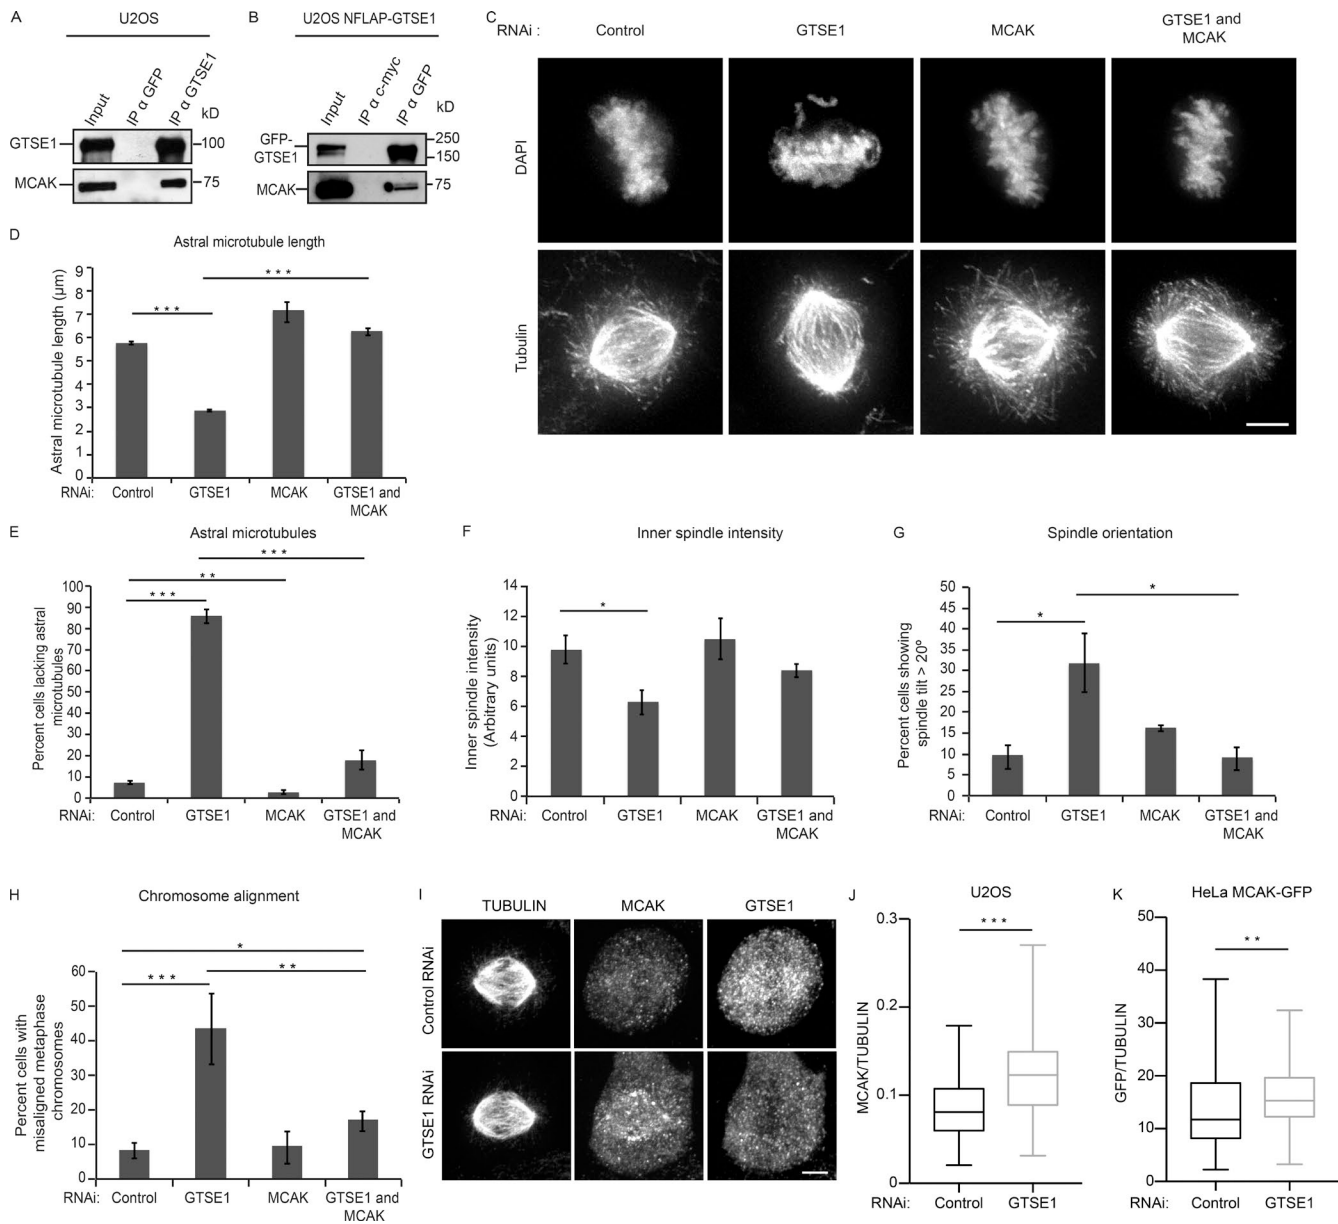 A
U2OS
Input
IP α GFP
IP α GTSE1
kD
GTSE1
100
MCAK
75
B
U2OS NFLAP-GTSE1
Input
IP α c-myc
IP α GFP
kD
GFP-
GTSE1
250
150
MCAK
75
C
RNAi :
Control
GTSE1
MCAK
GTSE1 and
MCAK
DAPI
Tubulin
D
Astral microtubule length
Astral microtubule length (µm)
9
8
7
6
5
4
3
2
1
0
* * *
* * *
RNAi:
Control
GTSE1
MCAK
GTSE1 and
MCAK
E
Astral microtubules
Percent cells lacking astral
microtubules
100
90
80
70
60
50
40
30
20
10
0
* * *
* *
* * *
RNAi:
Control
GTSE1
MCAK
GTSE1 and
MCAK
F
Inner spindle intensity
Inner spindle intensity
(Arbitrary units)
14
12
10
8
6
4
2
0
*
RNAi:
Control
GTSE1
MCAK
GTSE1 and
MCAK
G
Spindle orientation
Percent cells showing
spindle tilt > 20º
50
45
40
35
30
25
20
15
10
5
0
*
*
RNAi:
Control
GTSE1
MCAK
GTSE1 and
MCAK
H
Chromosome alignment
Percent cells with
misaligned metaphase
chromosomes
60
50
40
30
20
10
0
*
* *
* * *
RNAi:
Control
GTSE1
MCAK
GTSE1 and
MCAK
I
TUBULIN
MCAK
GTSE1
Control RNAi
GTSE1 RNAi
J
U2OS
MCAK/TUBULIN
0.3
0.2
0.1
0
* * *
RNAi:
Control
GTSE1
K
HeLa MCAK-GFP
GFP/TUBULIN
50
40
30
20
10
0
* *
RNAi:
Control
GTSE1